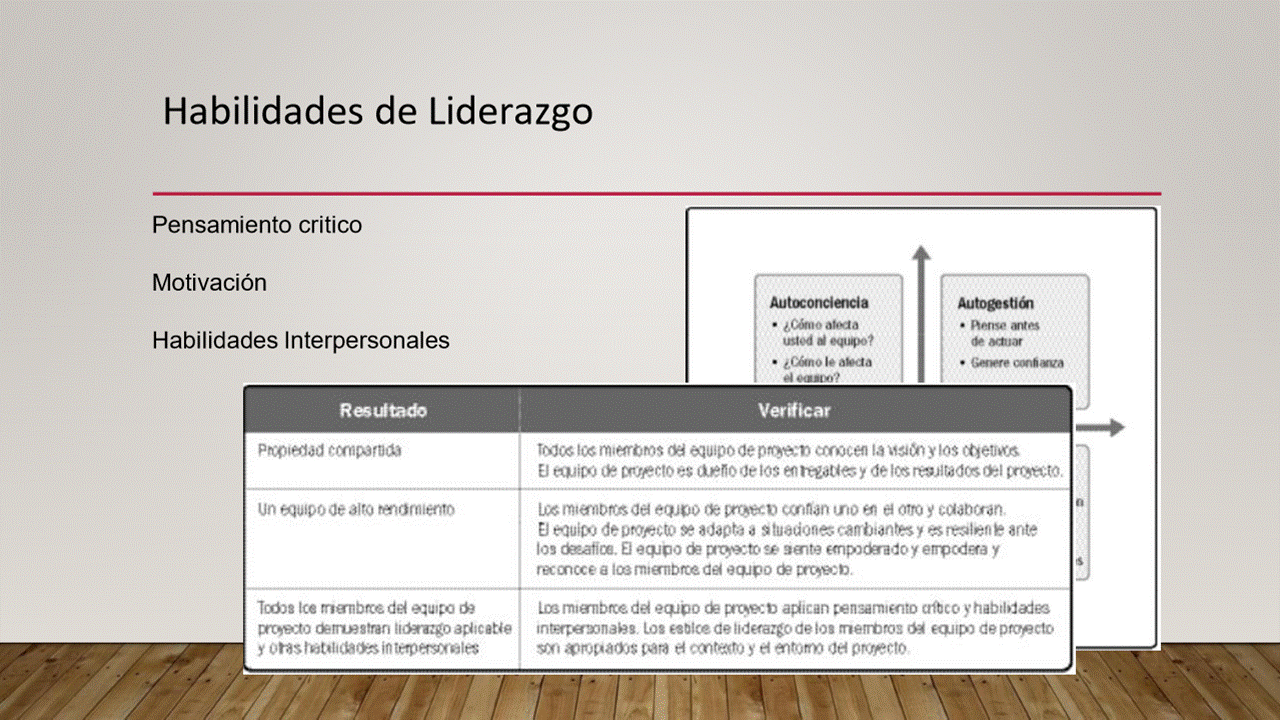 Habilidades de Liderazgo
Pensamiento critico
Motivación
Habilidades Interpersonales
Autoconciencia
• ¿Cómo afecta
usted al equipo?
• ¿Cómo le afecta
el equipo?
Autogestión
• Piense antes
de actuar
• Genere confianza
Resultado
Verificar
Propiedad compartida
Todos los miembros del equipo de proyecto conocen la visión y los objetivos.
El equipo de proyecto es dueño de los entregables y de los resultados del proyecto.
Un equipo de alto rendimiento
Los miembros del equipo de proyecto confían uno en el otro y colaboran.
El equipo de proyecto se adapta a situaciones cambiantes y es resiliente ante
los desafíos. El equipo de proyecto se siente empoderado y empodera y
reconoce a los miembros del equipo de proyecto.
Todos los miembros del equipo de
proyecto demuestran liderazgo aplicable
y otras habilidades interpersonales
Los miembros del equipo de proyecto aplican pensamiento crítico y habilidades
interpersonales. Los estilos de liderazgo de los miembros del equipo de proyecto
son apropiados para el contexto y el entorno del proyecto.